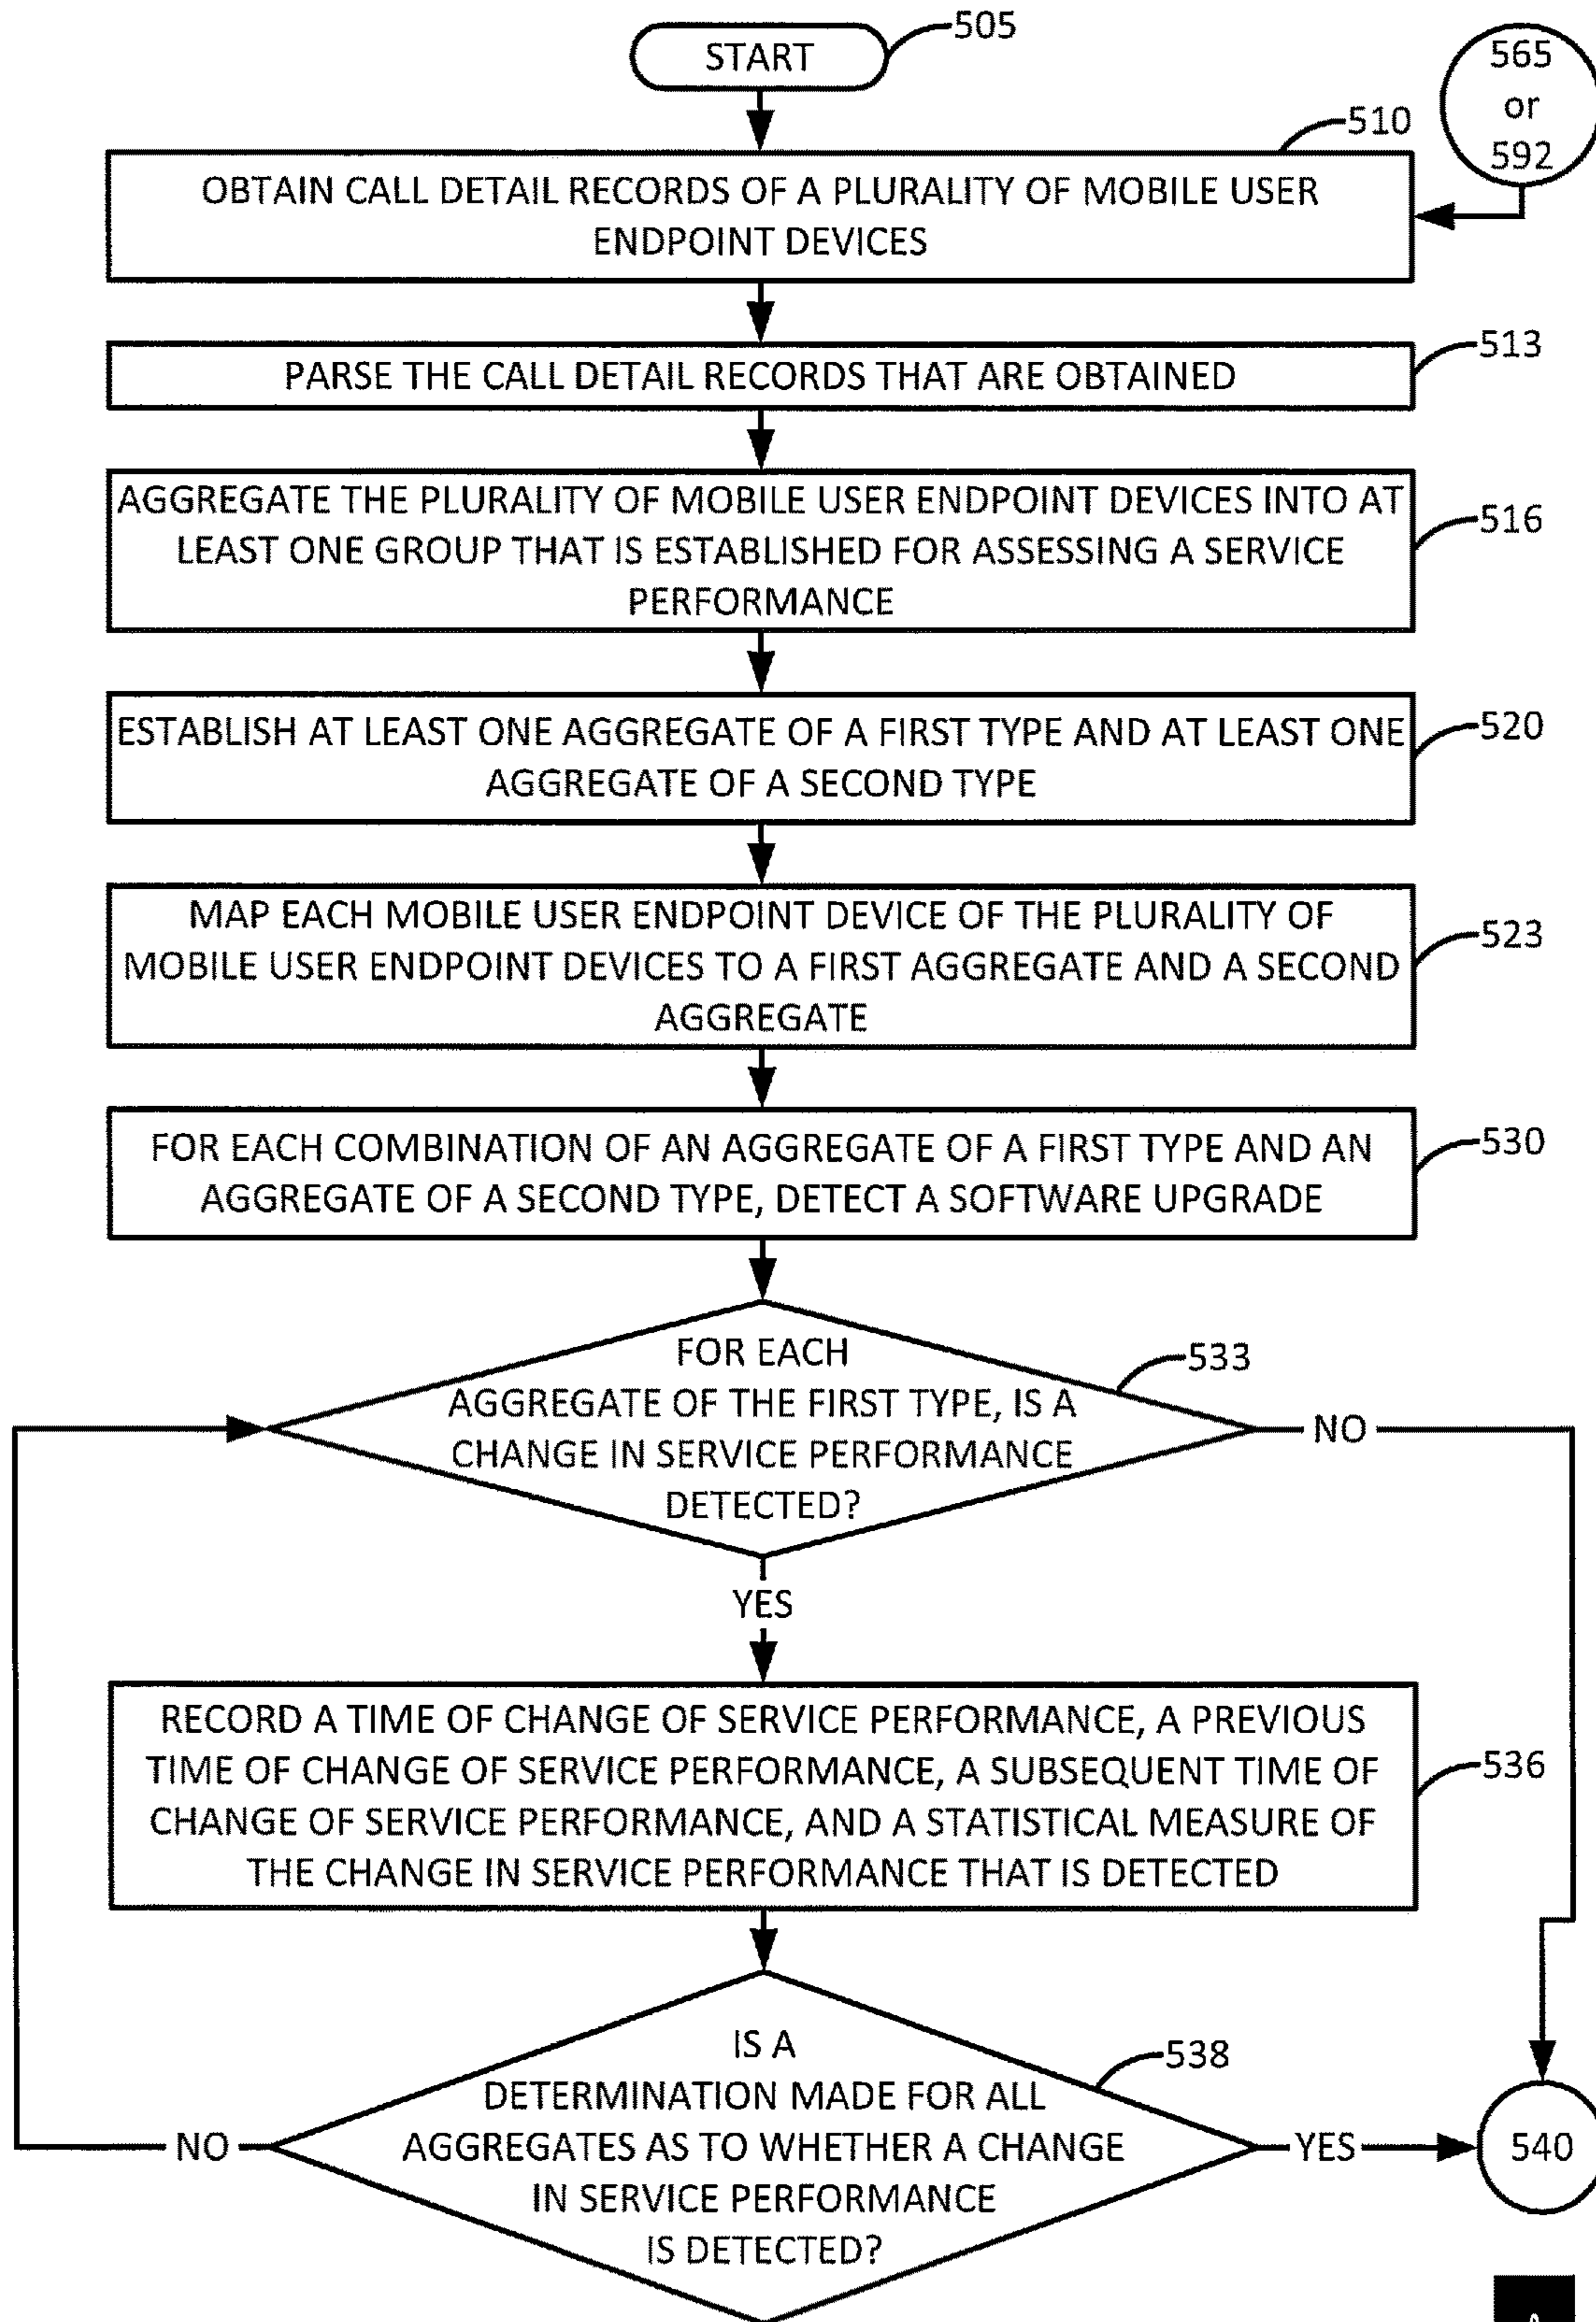 START
505
565
or
592
510
OBTAIN CALL DETAIL RECORDS OF A PLURALITY OF MOBILE USER
ENDPOINT DEVICES
513
PARSE THE CALL DETAIL RECORDS THAT ARE OBTAINED
AGGREGATE THE PLURALITY OF MOBILE USER ENDPOINT DEVICES INTO AT
LEAST ONE GROUP THAT IS ESTABLISHED FOR ASSESSING A SERVICE
PERFORMANCE
516
ESTABLISH AT LEAST ONE AGGREGATE OF A FIRST TYPE AND AT LEAST ONE
AGGREGATE OF A SECOND TYPE
520
MAP EACH MOBILE USER ENDPOINT DEVICE OF THE PLURALITY OF
MOBILE USER ENDPOINT DEVICES TO A FIRST AGGREGATE AND A SECOND
AGGREGATE
523
FOR EACH COMBINATION OF AN AGGREGATE OF A FIRST TYPE AND AN
AGGREGATE OF A SECOND TYPE, DETECT A SOFTWARE UPGRADE
530
FOR EACH
AGGREGATE OF THE FIRST TYPE, IS A
CHANGE IN SERVICE PERFORMANCE
DETECTED?
533
NO
YES
RECORD A TIME OF CHANGE OF SERVICE PERFORMANCE, A PREVIOUS
TIME OF CHANGE OF SERVICE PERFORMANCE, A SUBSEQUENT TIME OF
CHANGE OF SERVICE PERFORMANCE, AND A STATISTICAL MEASURE OF
THE CHANGE IN SERVICE PERFORMANCE THAT IS DETECTED
536
IS A
DETERMINATION MADE FOR ALL
AGGREGATES AS TO WHETHER A CHANGE
IN SERVICE PERFORMANCE
IS DETECTED?
538
NO
YES
540